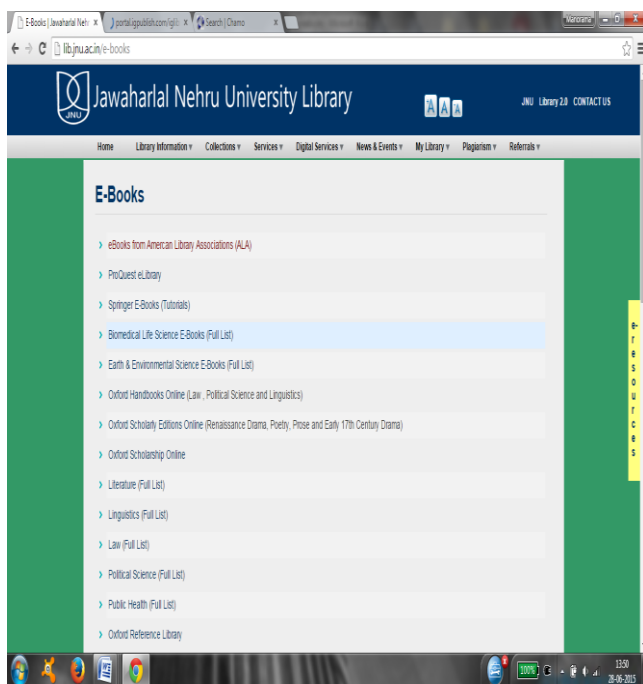 E-Books | Jawaharlal Neh x
portal.igpublish.com/iglib x
Search | Chamo x
Manorama
lib.jnu.ac.in/e-books
JNU
Jawaharlal Nehru University Library
A A A
JNU Library 2.0 CONTACT US
Home Library Information Collections Services Digital Services News & Events My Library Plagiarism Referrals
E-Books
eBooks from Amercan Library Associations (ALA)
ProQuest eLibrary
Springer E-Books (Tutorials)
Biomedical Life Science E-Books (Full List)
Earth & Environmental Science E-Books (Full List)
Oxford Handbooks Online (Law , Political Science and Linguistics)
Oxford Scholarly Editions Online (Renaissance Drama, Poetry, Prose and Early 17th Century Drama)
Oxford Scholarship Online
Literature (Full List)
Linguistics (Full List)
Law (Full List)
Political Science (Full List)
Public Health (Full List)
Oxford Reference Library
e-resources
100%
13:50
28-06-2015